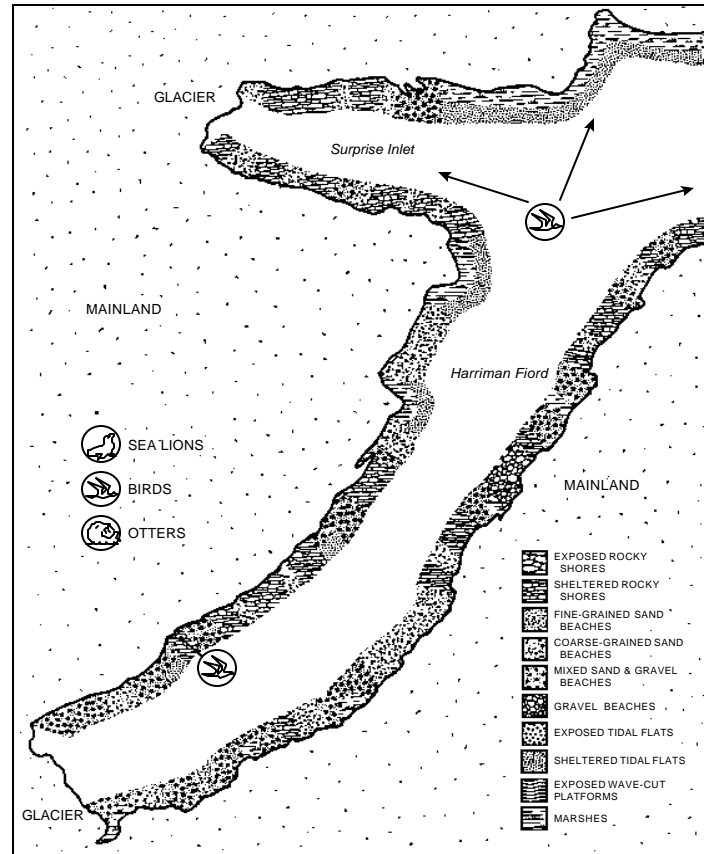 GLACIER
Surprise Inlet
MAINLAND
Harriman Fiord
SEA LIONS
BIRDS
OTTERS
MAINLAND
EXPOSED ROCKY
SHORES
SHELTERED ROCKY
SHORES
FINE-GRAINED SAND
BEACHES
COARSE-GRAINED SAND
BEACHES
MIXED SAND & GRAVEL
BEACHES
GRAVEL BEACHES
EXPOSED TIDAL FLATS
SHELTERED TIDAL FLATS
EXPOSED WAVE-CUT
PLATFORMS
MARSHES
GLACIER